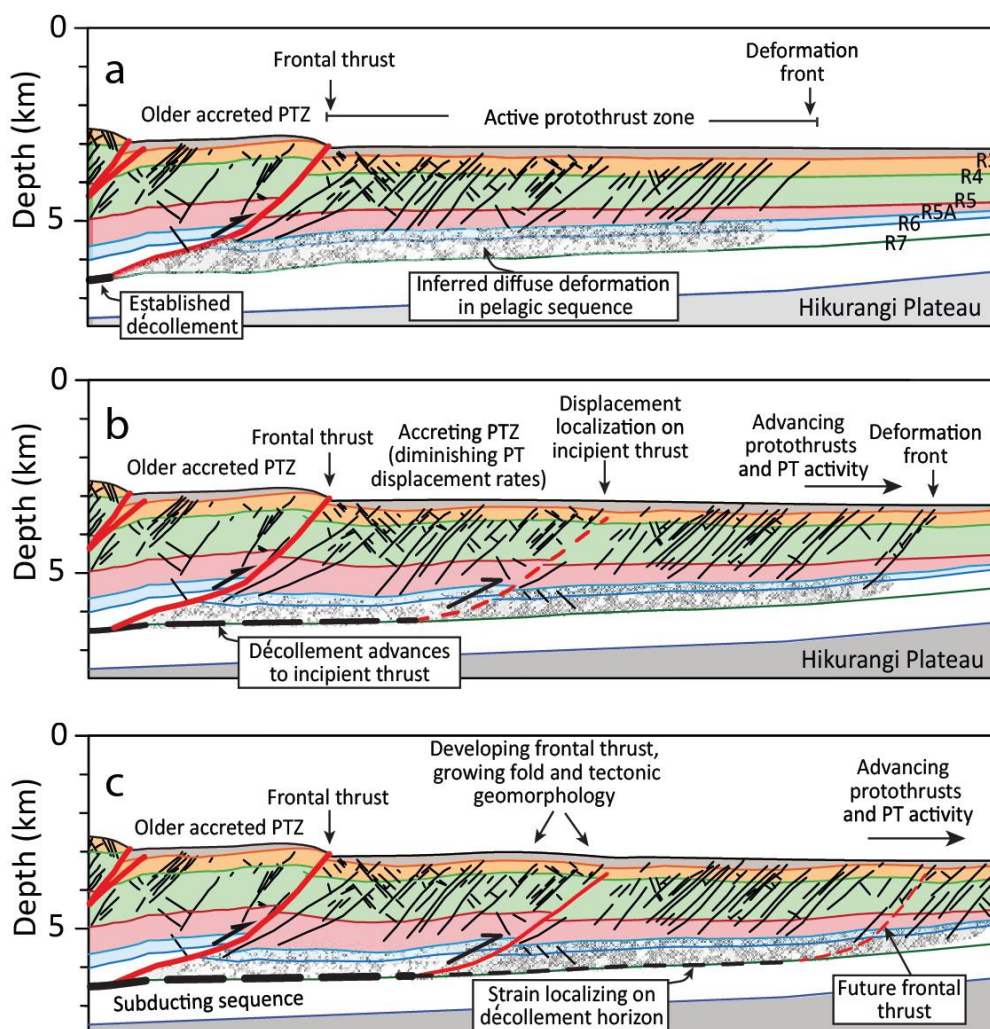 0
a
Frontal thrust
Deformation
front
Older accreted PTZ
Active protothrust zone
Depth (km)
R4
R5
5
R5A
R6
R7
Inferred diffuse deformation
in pelagic sequence
Established
décollement
Hikurangi Plateau
0
b
Displacement
localization on
incipient thrust
Accreting PTZ
(diminishing PT
displacement rates)
Advancing
protothrusts
and PT activity
Deformation
front
Frontal thrust
Older accreted PTZ
Depth (km)
5
Décollement advances
to incipient thrust
Hikurangi Plateau
0
c
Developing frontal thrust,
growing fold and tectonic
geomorphology
Advancing
protothrusts
and PT activity
Frontal thrust
Older accreted PTZ
Depth (km)
5
Subducting sequence
Strain localizing on
décollement horizon
Future frontal
thrust